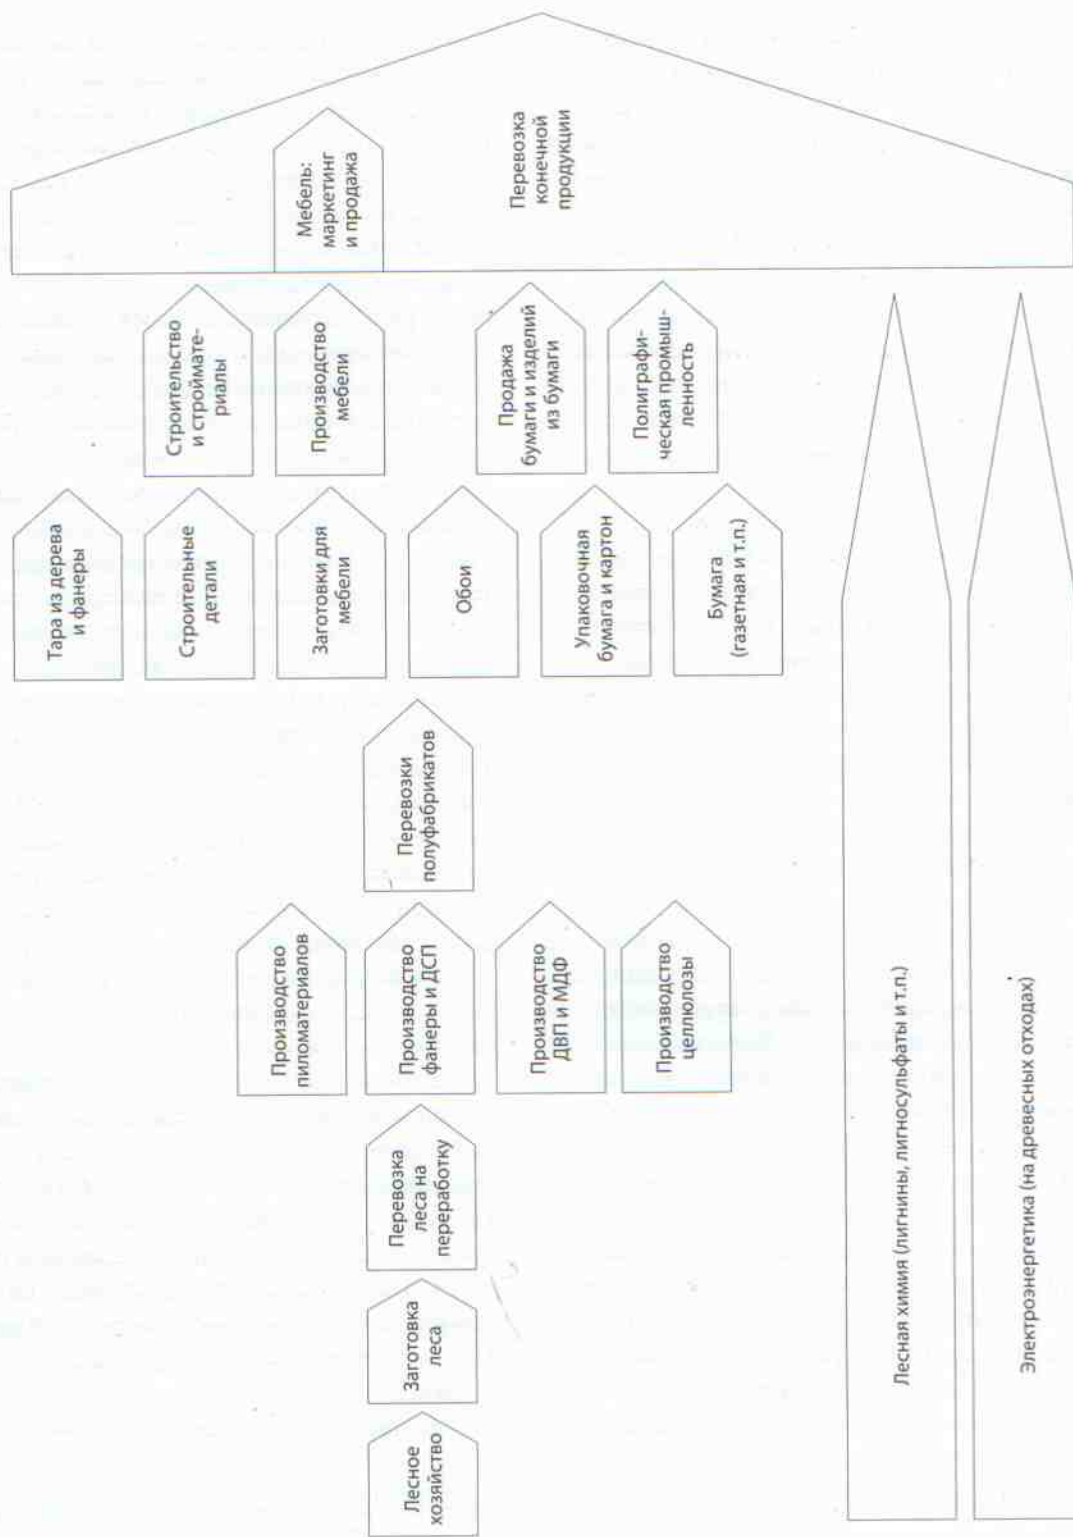 Лесное
хозяйство
Заготовка
леса
Перевозка
леса на
переработку
Производство
пиломатериалов
Производство
фанеры и ДСП
Производство
ДВП и МДФ
Производство
целлюлозы
Перевозки
полуфабрикатов
Тара из дерева
и фанеры
Строительные
детали
Заготовки для
мебели
Обои
Упаковочная
бумага и картон
Бумага
(газетная и т.п.)
Строительство
и строймате-
риалы
Производство
мебели
Продажа
бумаги и изделий
из бумаги
Полиграфи-
ческая промыш-
ленность
Мебель:
маркетинг
и продажа
Перевозка
конечной
продукции
Лесная химия (лигнины, лигносульфаты и т.п.)
Электроэнергетика (на древесных отходах)